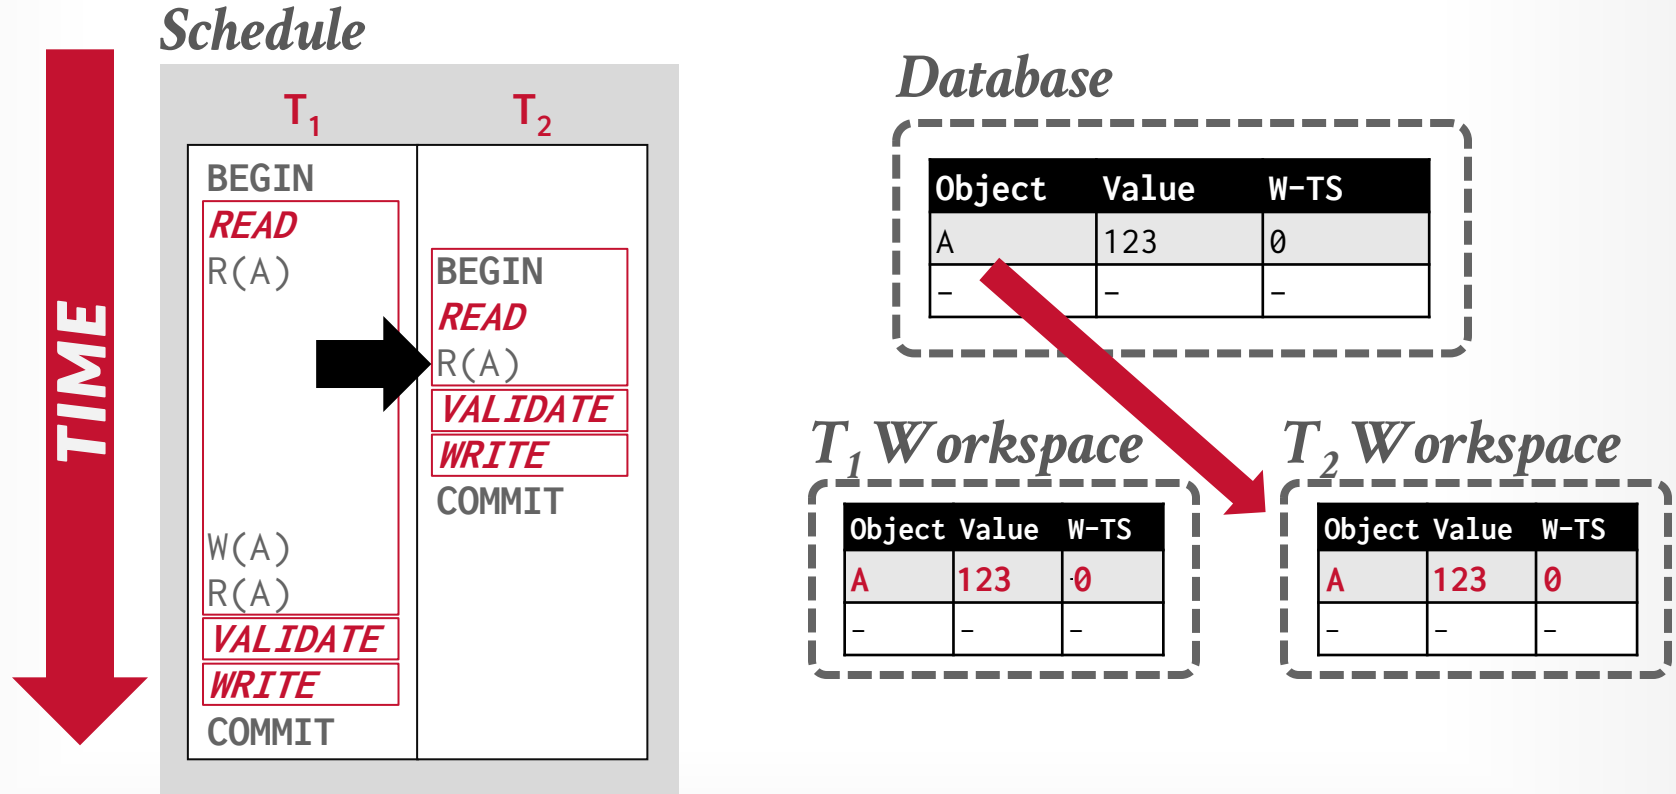 Schedule
TIME
T1 T2
BEGIN
READ
R(A)
W(A)
R(A)
VALIDATE
WRITE
COMMIT
BEGIN
READ
R(A)
VALIDATE
WRITE
COMMIT
Database
Object Value W-TS
A 123 0
- - -
T1 Workspace
Object Value W-TS
A 123 0
- - -
T2 Workspace
Object Value W-TS
A 123 0
- - -